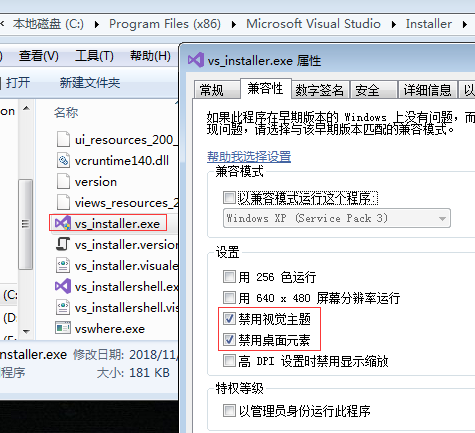 本地磁盘 (C:) ▸ Program Files (x86) ▸ Microsoft Visual Studio ▸ Installer ▸
查看(V) 工具(T) 帮助(H)
打开 新建文件夹
名称
ui_resources_200_
vcruntime140.dll
version
views_resources_2
vs_installer.exe
vs_installer.version
vs_installer.visuale
vs_installershell.ex
vs_installershell.vis
vswhere.exe
(C:
nstaller.exe 修改日期: 2018/11/
程序 大小: 181 KB
vs_installer.exe 属性
常规 兼容性 数字签名 安全 详细信息 以
如果此程序在早期版本的 Windows 上没有问题，而
现问题，请选择与该早期版本匹配的兼容模式。
帮助我选择设置
兼容模式
以兼容模式运行这个程序:
Windows XP (Service Pack 3)
设置
用 256 色运行
用 640 x 480 屏幕分辨率运行
禁用视觉主题
禁用桌面元素
高 DPI 设置时禁用显示缩放
特权等级
以管理员身份运行此程序